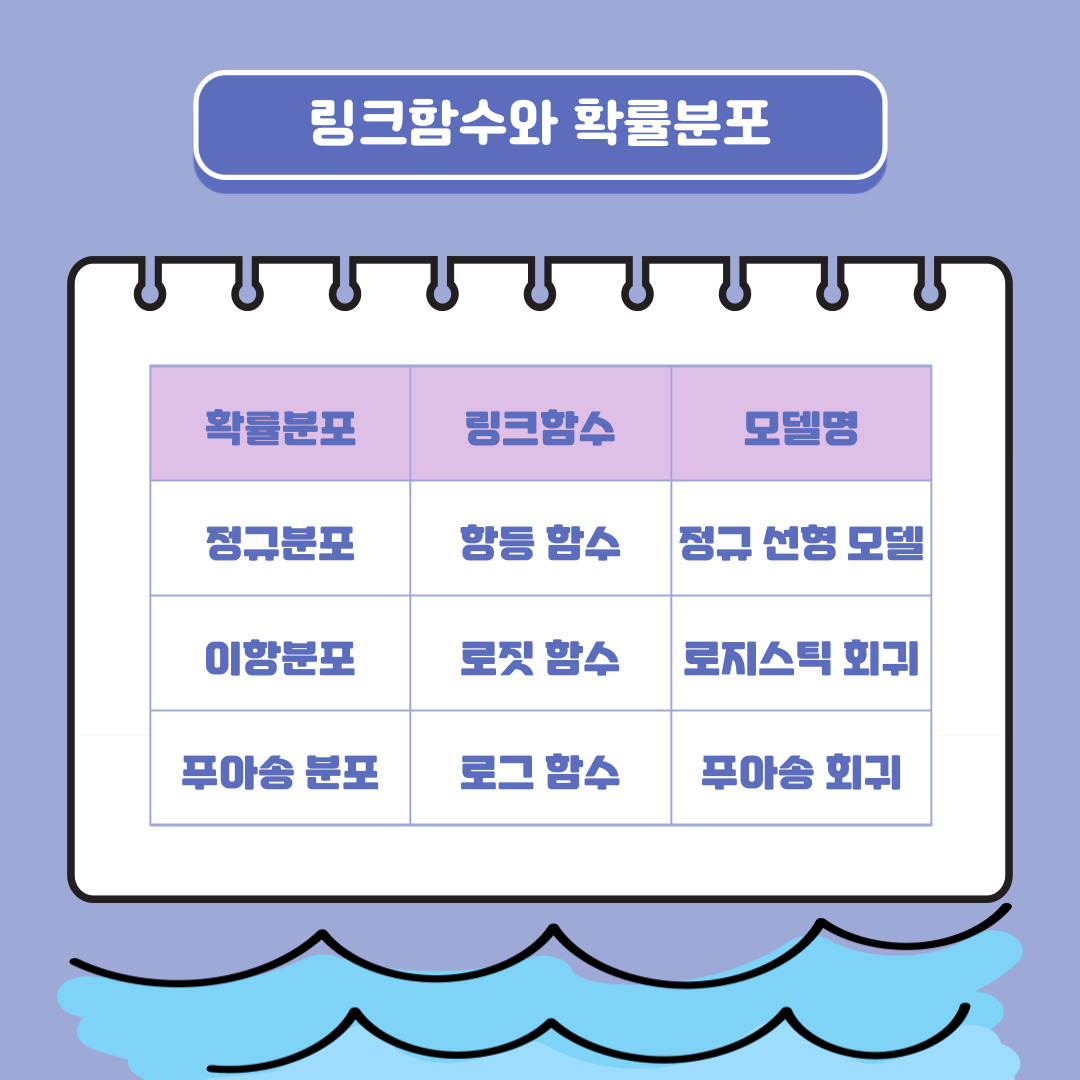 링크함수와 확률분포
확률분포 링크함수 모델명
정규분포 항등 함수 정규 선형 모델
이항분포 로짓 함수 로지스틱 회귀
푸아송 분포 로그 함수 푸아송 회귀